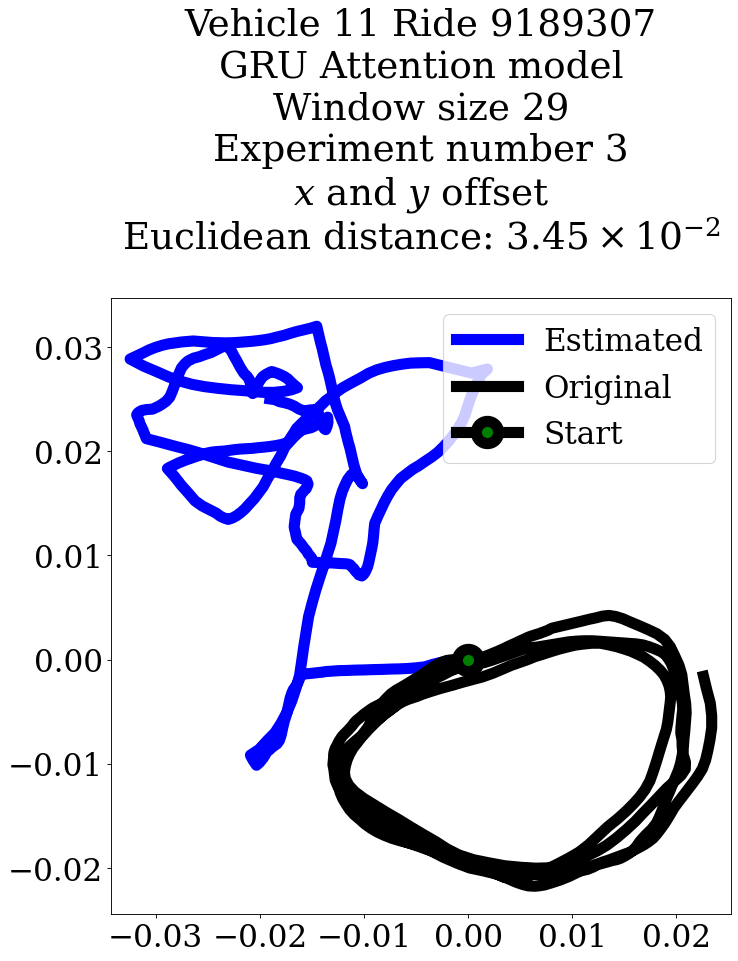 Vehicle 11 Ride 9189307
GRU Attention model
Window size 29
Experiment number 3
x and y offset
Euclidean distance: 3.45 × 10⁻²
Estimated
Original
Start
0.03
0.02
0.01
0.00
−0.01
−0.02
−0.03 −0.02 −0.01 0.00 0.01 0.02